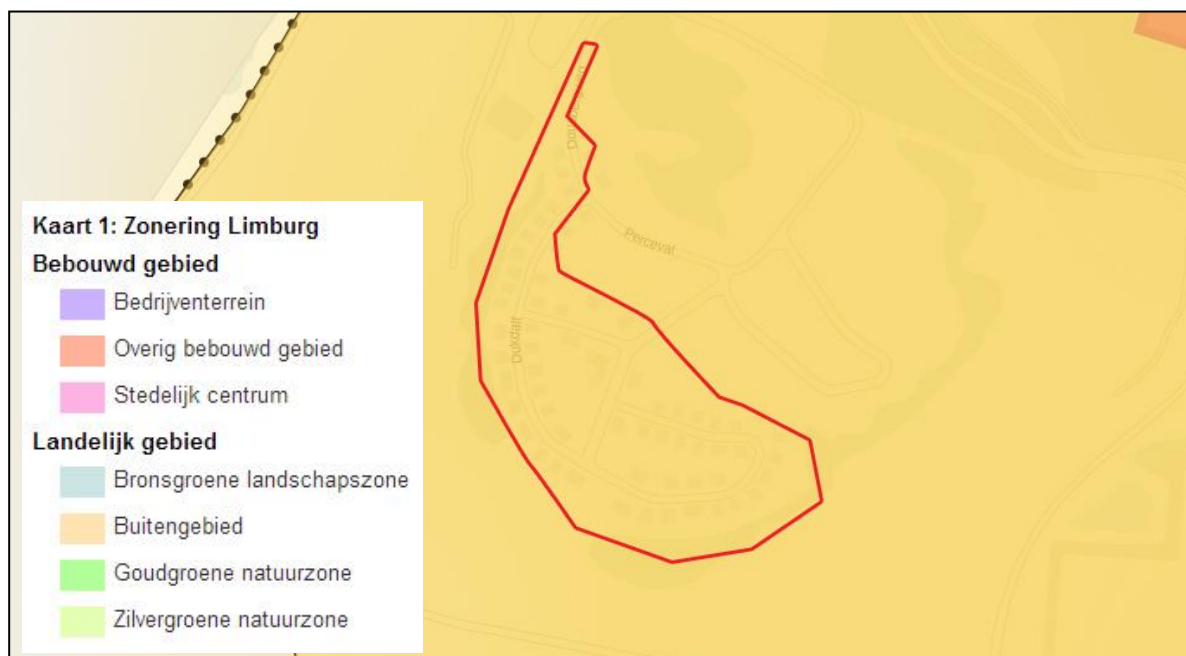 Kaart 1: Zonering Limburg
Bebouwd gebied
Bedrijventerrein
Overig bebouwd gebied
Stedelijk centrum
Landelijk gebied
Bronsgroene landschapszone
Buitengebied
Goudgroene natuurzone
Zilvergroene natuurzone
Percevat
Dukdalf